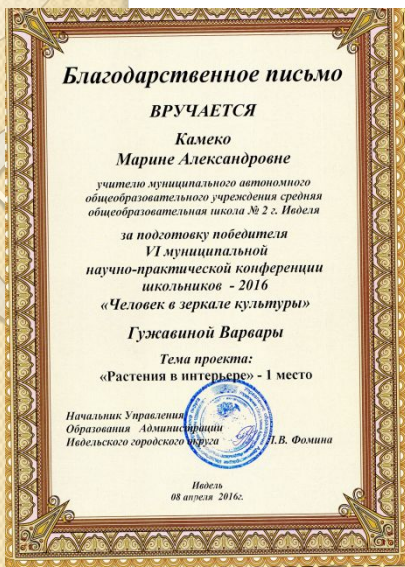 Благодарственное письмо
ВРУЧАЕТСЯ
Камеко
Марине Александровне
учителю муниципального автономного
общеобразовательного учреждения средняя
общеобразовательная школа № 2 г. Ивделя
за подготовку победителя
VI муниципальной
научно-практической конференции
школьников - 2016
«Человек в зеркале культуры»
Гужавиной Варвары
Тема проекта:
«Растения в интерьере» - 1 место
Начальник Управления
Образования Администрации
Ивдельского городского округа Л.В. Фомина
Ивдель
08 апреля 2016г.